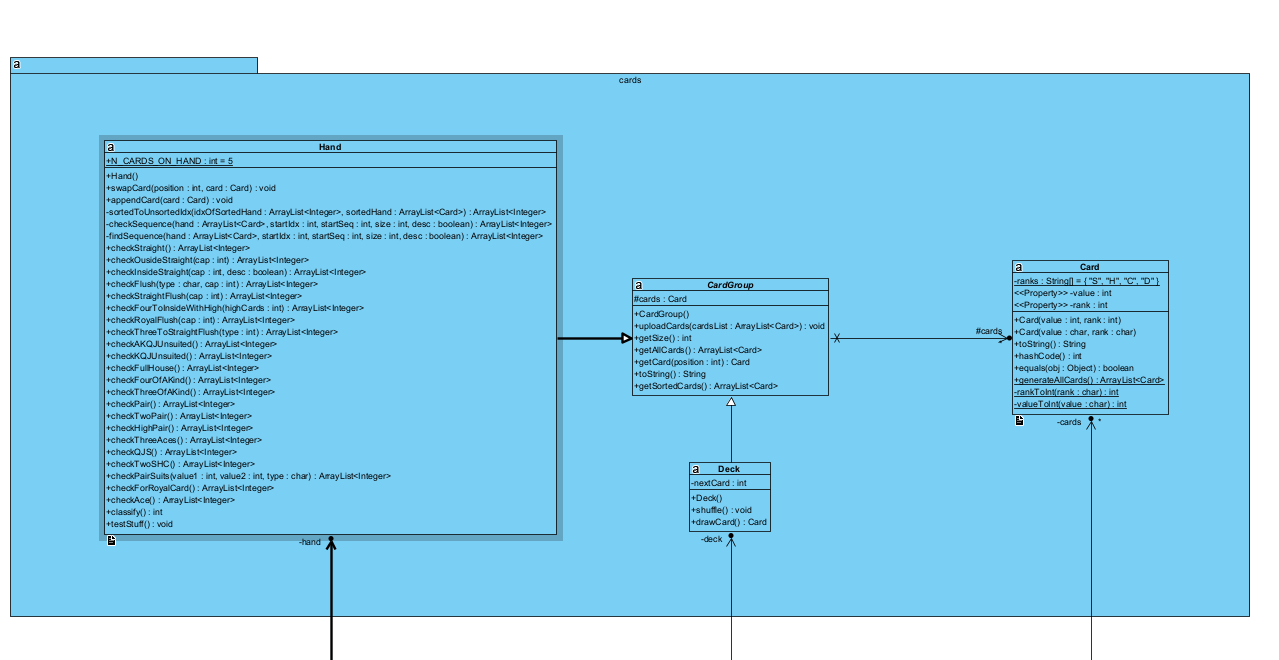 a
cards
a
Hand
+N_CARDS_ON_HAND : int = 5
+Hand()
+swapCard(position : int, card : Card) : void
+appendCard(card : Card) : void
-sortedToUnsortedIdx(idxOfSortedHand : ArrayList<Integer>, sortedHand : ArrayList<Card>) : ArrayList<Integer>
-checkSequence(hand : ArrayList<Card>, startIdx : int, startSeq : int, size : int, desc : boolean) : ArrayList<Integer>
-findSequence(hand : ArrayList<Card>, startIdx : int, startSeq : int, size : int, desc : boolean) : ArrayList<Integer>
+checkStraight() : ArrayList<Integer>
+checkOusideStraight(cap : int) : ArrayList<Integer>
+checkInsideStraight(cap : int, desc : boolean) : ArrayList<Integer>
+checkFlush(type : char, cap : int) : ArrayList<Integer>
+checkStraightFlush(cap : int) : ArrayList<Integer>
+checkFourToInsideWithHigh(highCards : int) : ArrayList<Integer>
+checkRoyalFlush(cap : int) : ArrayList<Integer>
+checkThreeToStraightFlush(type : int) : ArrayList<Integer>
+checkAKQJUnsuited() : ArrayList<Integer>
+checkKQJUnsuited() : ArrayList<Integer>
+checkFullHouse() : ArrayList<Integer>
+checkFourOfAKind() : ArrayList<Integer>
+checkThreeOfAKind() : ArrayList<Integer>
+checkPair() : ArrayList<Integer>
+checkTwoPair() : ArrayList<Integer>
+checkHighPair() : ArrayList<Integer>
+checkThreeAces() : ArrayList<Integer>
+checkQJS() : ArrayList<Integer>
+checkTwoSHC() : ArrayList<Integer>
+checkPairSuits(value1 : int, value2 : int, type : char) : ArrayList<Integer>
+checkForRoyalCard() : ArrayList<Integer>
+checkAce() : ArrayList<Integer>
+classify() : int
+testStuff() : void
-hand
a
CardGroup
#cards : Card
+CardGroup()
+uploadCards(cardsList : ArrayList<Card>) : void
+getSize() : int
+getAllCards() : ArrayList<Card>
+getCard(position : int) : Card
+toString() : String
+getSortedCards() : ArrayList<Card>
a
Deck
-nextCard : int
+Deck()
+shuffle() : void
+drawCard() : Card
-deck
#cards
a
Card
-ranks : String[] = { "S", "H", "C", "D" }
<<Property>> -value : int
<<Property>> -rank : int
+Card(value : int, rank : int)
+Card(value : char, rank : char)
+toString() : String
+hashCode() : int
+equals(obj : Object) : boolean
+generateAllCards() : ArrayList<Card>
-rankToInt(rank : char) : int
-valueToInt(value : char) : int
-cards *